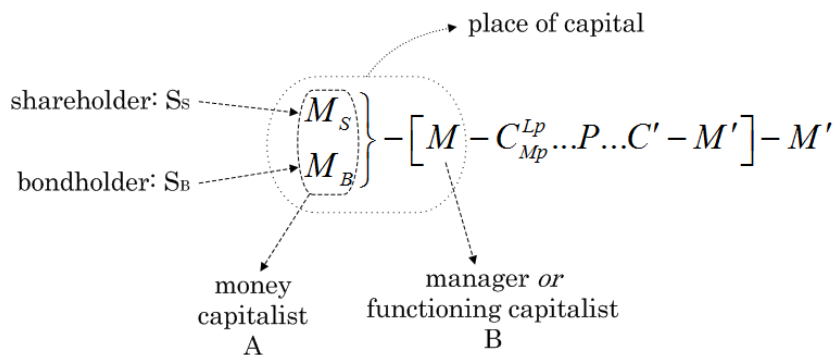 place of capital
shareholder: Ss
bondholder: SB
M_S
M_B } – [ M – C^{Lp}_{Mp}...P...C' – M' ] – M'
money
capitalist
A
manager or
functioning capitalist
B